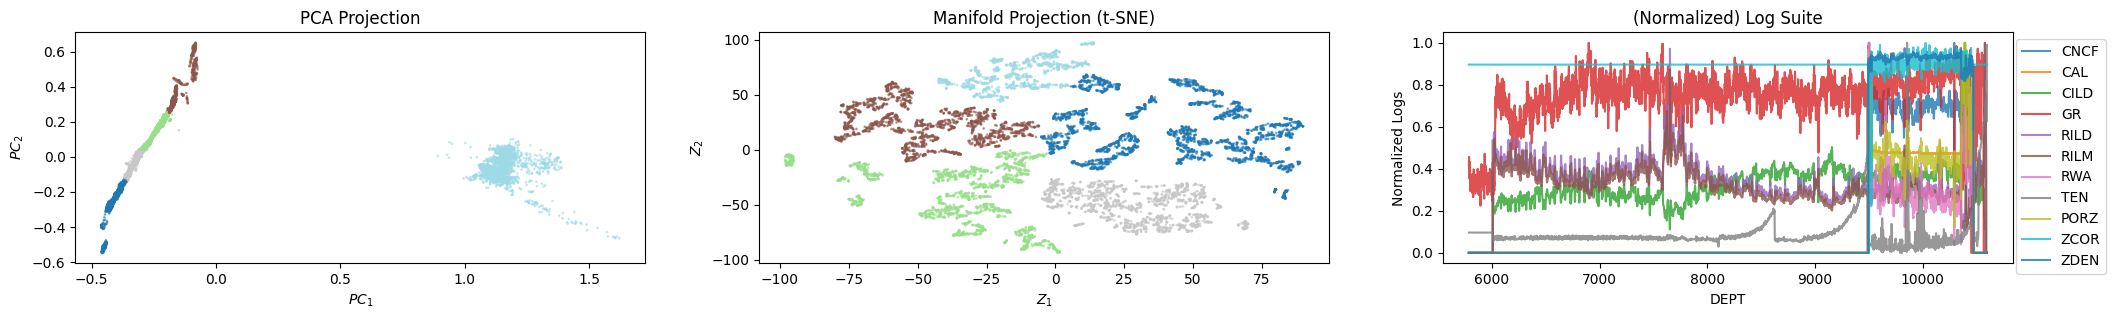 PCA Projection
0.6
0.4
0.2
0.0
−0.2
−0.4
−0.6
PC2
−0.5
0.0
0.5
1.0
1.5
PC1
Manifold Projection (t-SNE)
100
50
0
−50
−100
Z2
−100
−75
−50
−25
0
25
50
75
Z1
(Normalized) Log Suite
1.0
0.8
0.6
0.4
0.2
0.0
Normalized Logs
6000
7000
8000
9000
10000
DEPT
CNCF
CAL
CILD
GR
RILD
RILM
RWA
TEN
PORZ
ZCOR
ZDEN